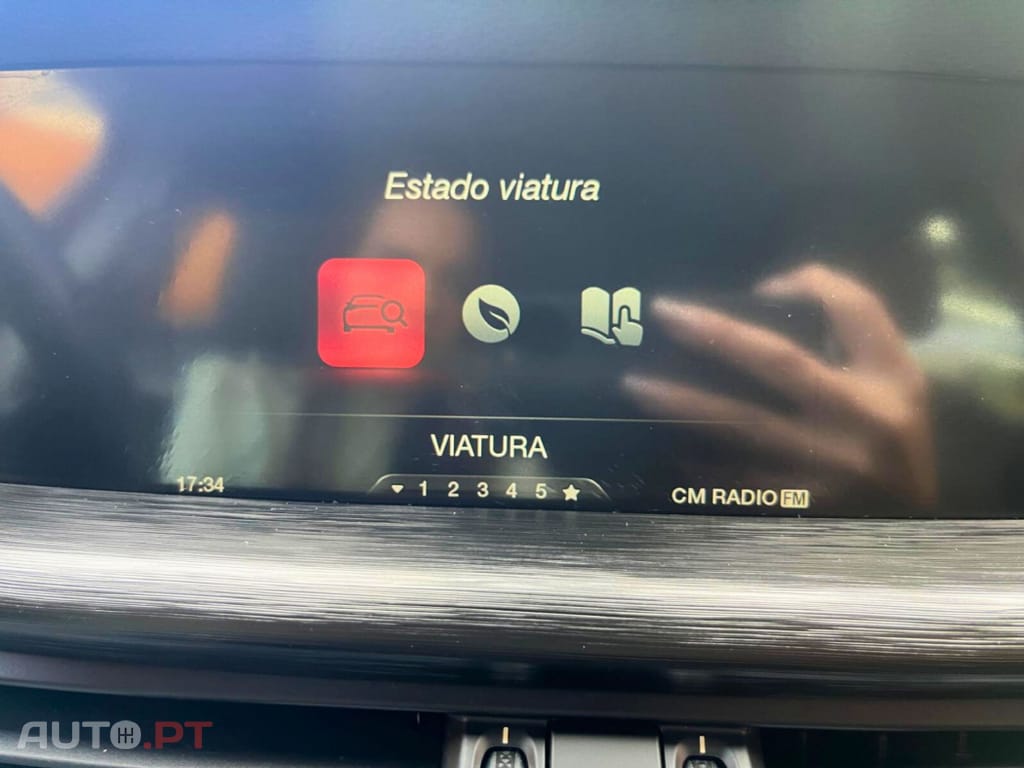 Estado viatura
VIATURA
17:34
1 2 3 4 5
CM RADIO FM
AUTO.PT